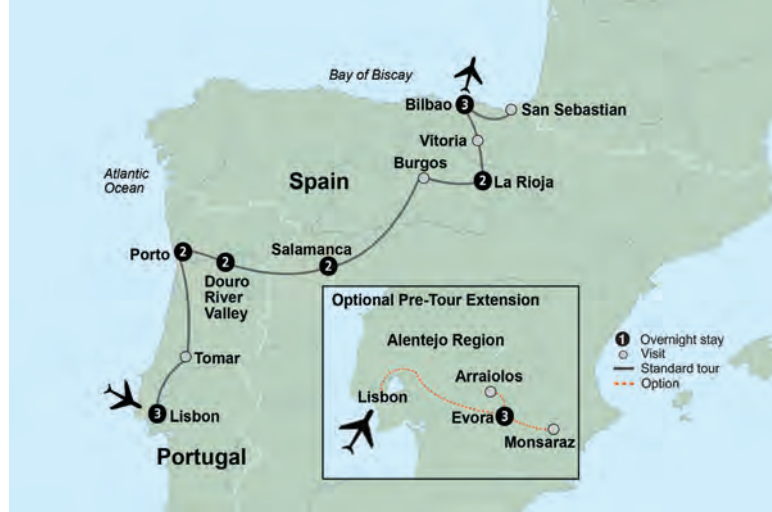 Bay of Biscay
Bilbao
3
San Sebastian
Vitoria
Burgos
2
La Rioja
Spain
Atlantic
Ocean
Porto
2
2
Douro
River
Valley
Salamanca
2
Tomar
3
Lisbon
Portugal
Optional Pre-Tour Extension
Alentejo Region
Lisbon
Arraiolos
Evora
3
Monsaraz
1
Overnight stay
Visit
Standard tour
Option